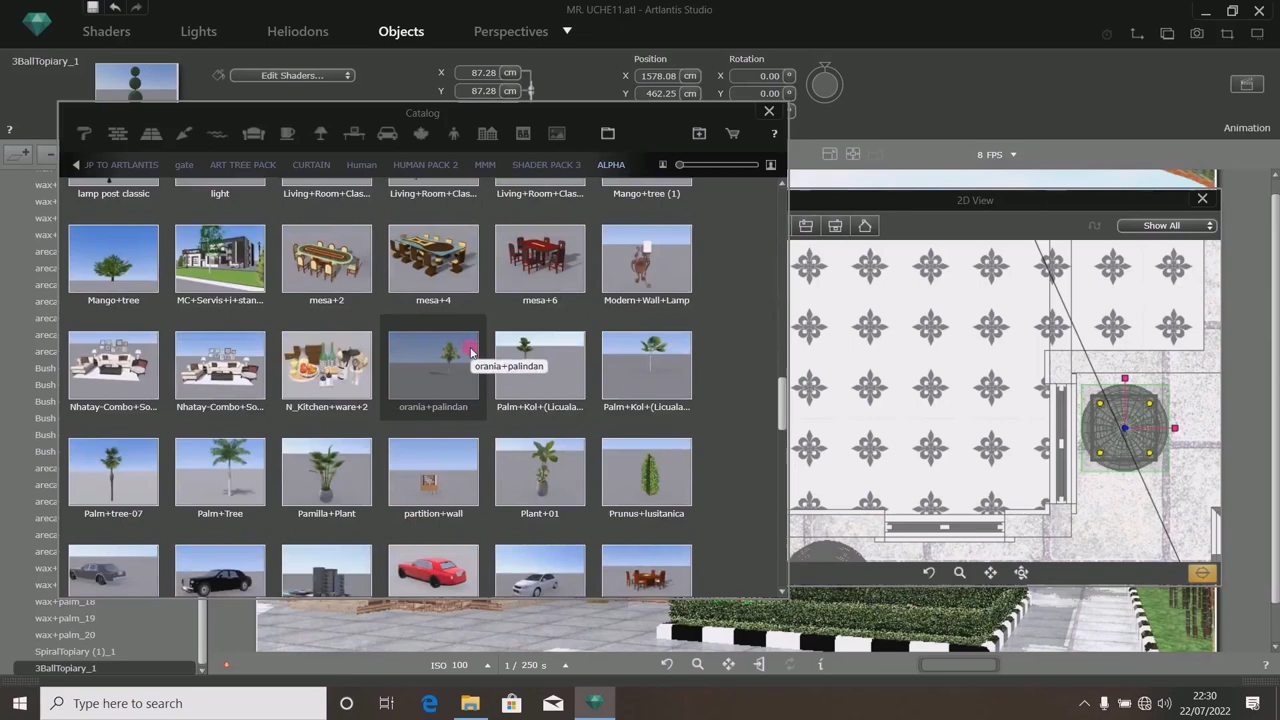 MR. UCHE11.atl - Artlantis Studio
Shaders Lights Heliodons Objects Perspectives
3BallTopiary_1
Edit Shaders...
X 87.28 cm
Y 87.28 cm
Position
X 1578.08 cm
Y 462.25 cm
Rotation
X 0.00 °
Y 0.00 °
Animation
?
Catalog
?
JP TO ARTLANTIS gate ART TREE PACK CURTAIN Human HUMAN PACK 2 MMM SHADER PACK 3 ALPHA
8 FPS
2D View
Show All
lamp post classic light Living+Room+Clas... Living+Room+Clas... Living+Room+Clas... Mango+tree (1)
Mango+tree MC+Servis+i+stan... mesa+2 mesa+4 mesa+6 Modern+Wall+Lamp
Nhatay-Combo+So... Nhatay-Combo+So... N_Kitchen+ware+2 orania+palindan Palm+Kol+(Licuala... Palm+Kol+(Licuala...
orania+palindan
Palm+tree-07 Palm+Tree Pamilla+Plant partition+wall Plant+01 Prunus+lusitanica
wax+
wax+
wax+
wax+
areca
areca
areca
areca
areca
areca
areca
Bush
Bush
Bush
Bush
Bush
Bush
areca
areca
areca
areca
areca
areca
wax+
wax+
wax+palm_18
wax+palm_19
wax+palm_20
SpiralTopiary (1)_1
3BallTopiary_1
ISO 100 1 / 250 s
?
Type here to search
22:30
22/07/2022